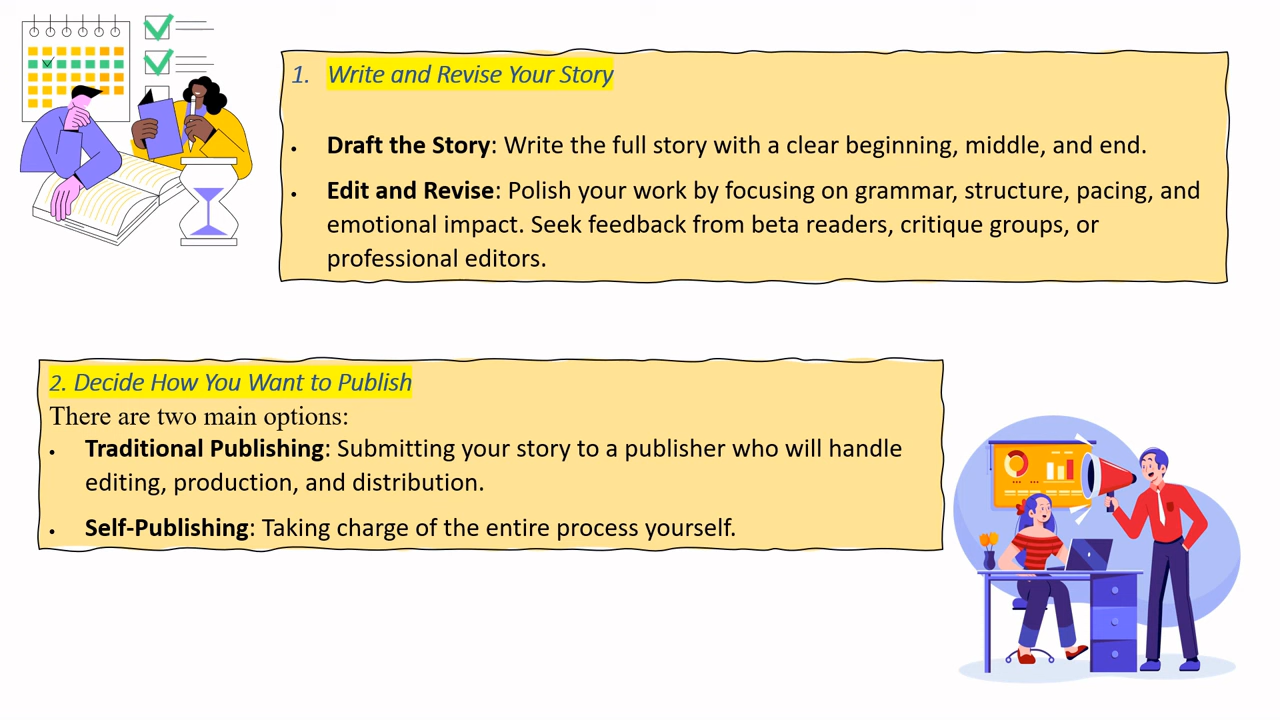 1. Write and Revise Your Story
• Draft the Story: Write the full story with a clear beginning, middle, and end.
• Edit and Revise: Polish your work by focusing on grammar, structure, pacing, and
emotional impact. Seek feedback from beta readers, critique groups, or
professional editors.
2. Decide How You Want to Publish
There are two main options:
• Traditional Publishing: Submitting your story to a publisher who will handle
editing, production, and distribution.
• Self-Publishing: Taking charge of the entire process yourself.